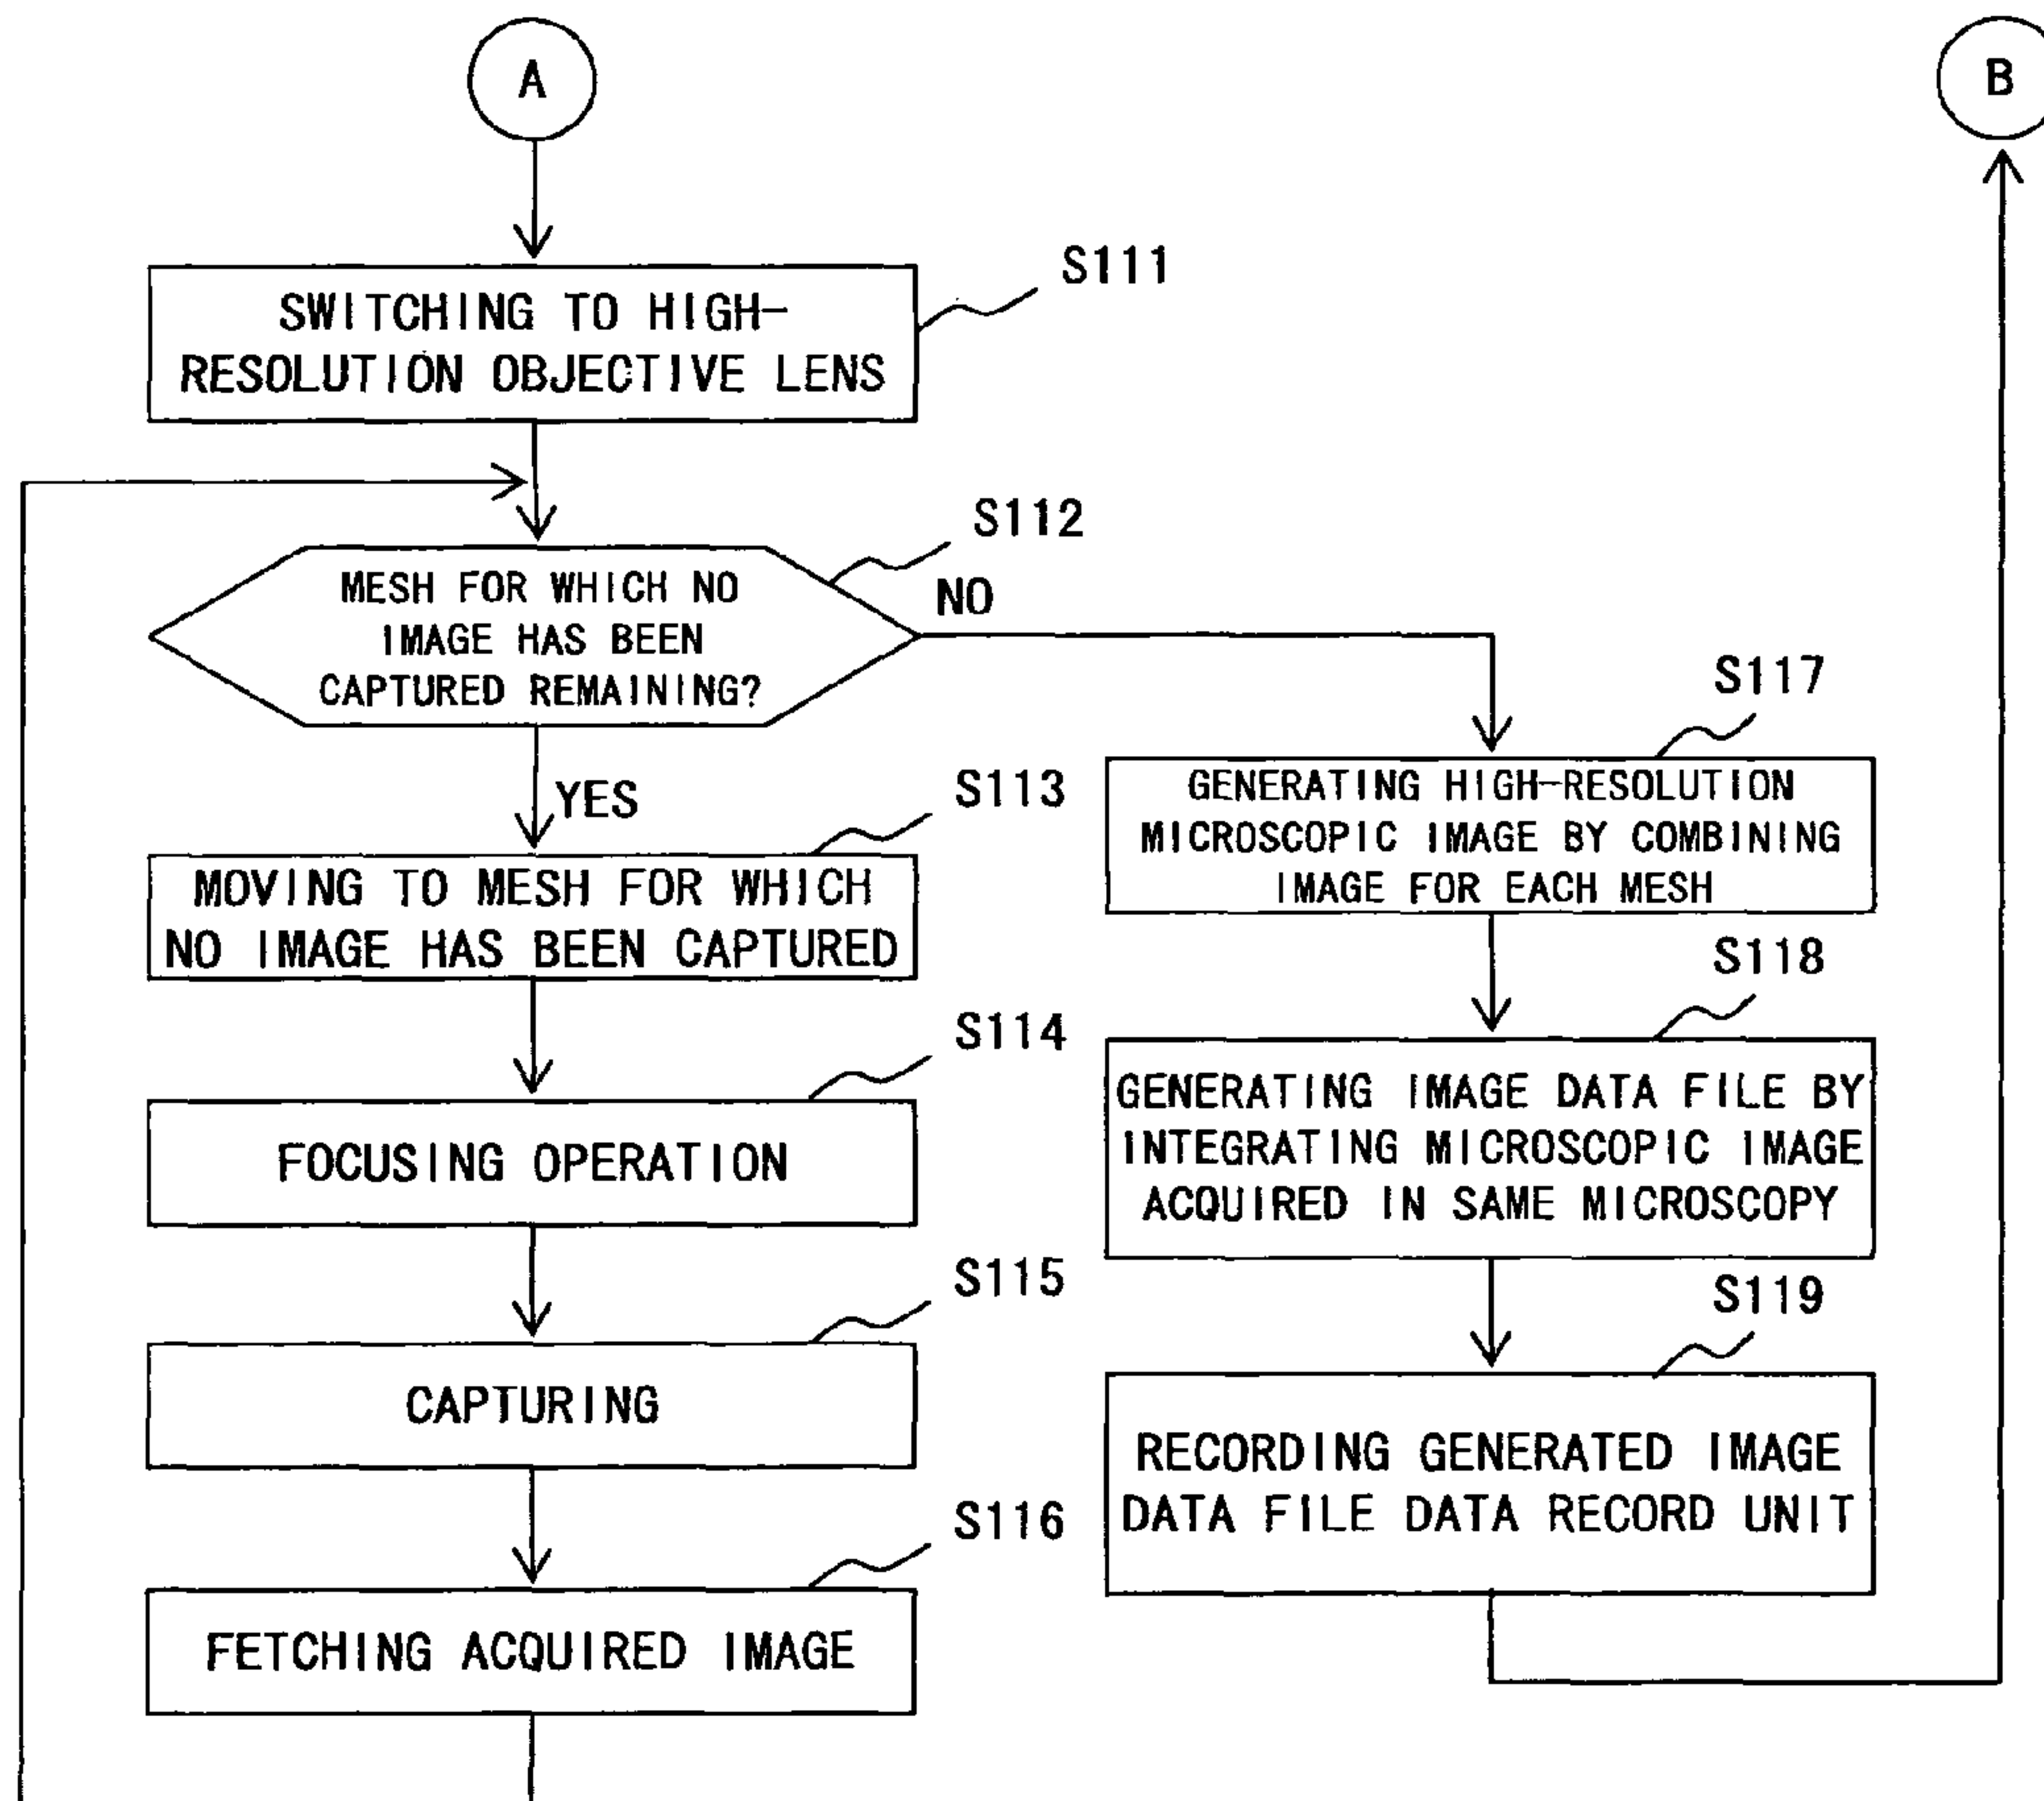 A
S111
SWITCHING TO HIGH-
RESOLUTION OBJECTIVE LENS
S112
MESH FOR WHICH NO
IMAGE HAS BEEN
CAPTURED REMAINING?
NO
YES
S113
MOVING TO MESH FOR WHICH
NO IMAGE HAS BEEN CAPTURED
S114
FOCUSING OPERATION
S115
CAPTURING
S116
FETCHING ACQUIRED IMAGE
S117
GENERATING HIGH-RESOLUTION
MICROSCOPIC IMAGE BY COMBINING
IMAGE FOR EACH MESH
S118
GENERATING IMAGE DATA FILE BY
INTEGRATING MICROSCOPIC IMAGE
ACQUIRED IN SAME MICROSCOPY
S119
RECORDING GENERATED IMAGE
DATA FILE DATA RECORD UNIT
B